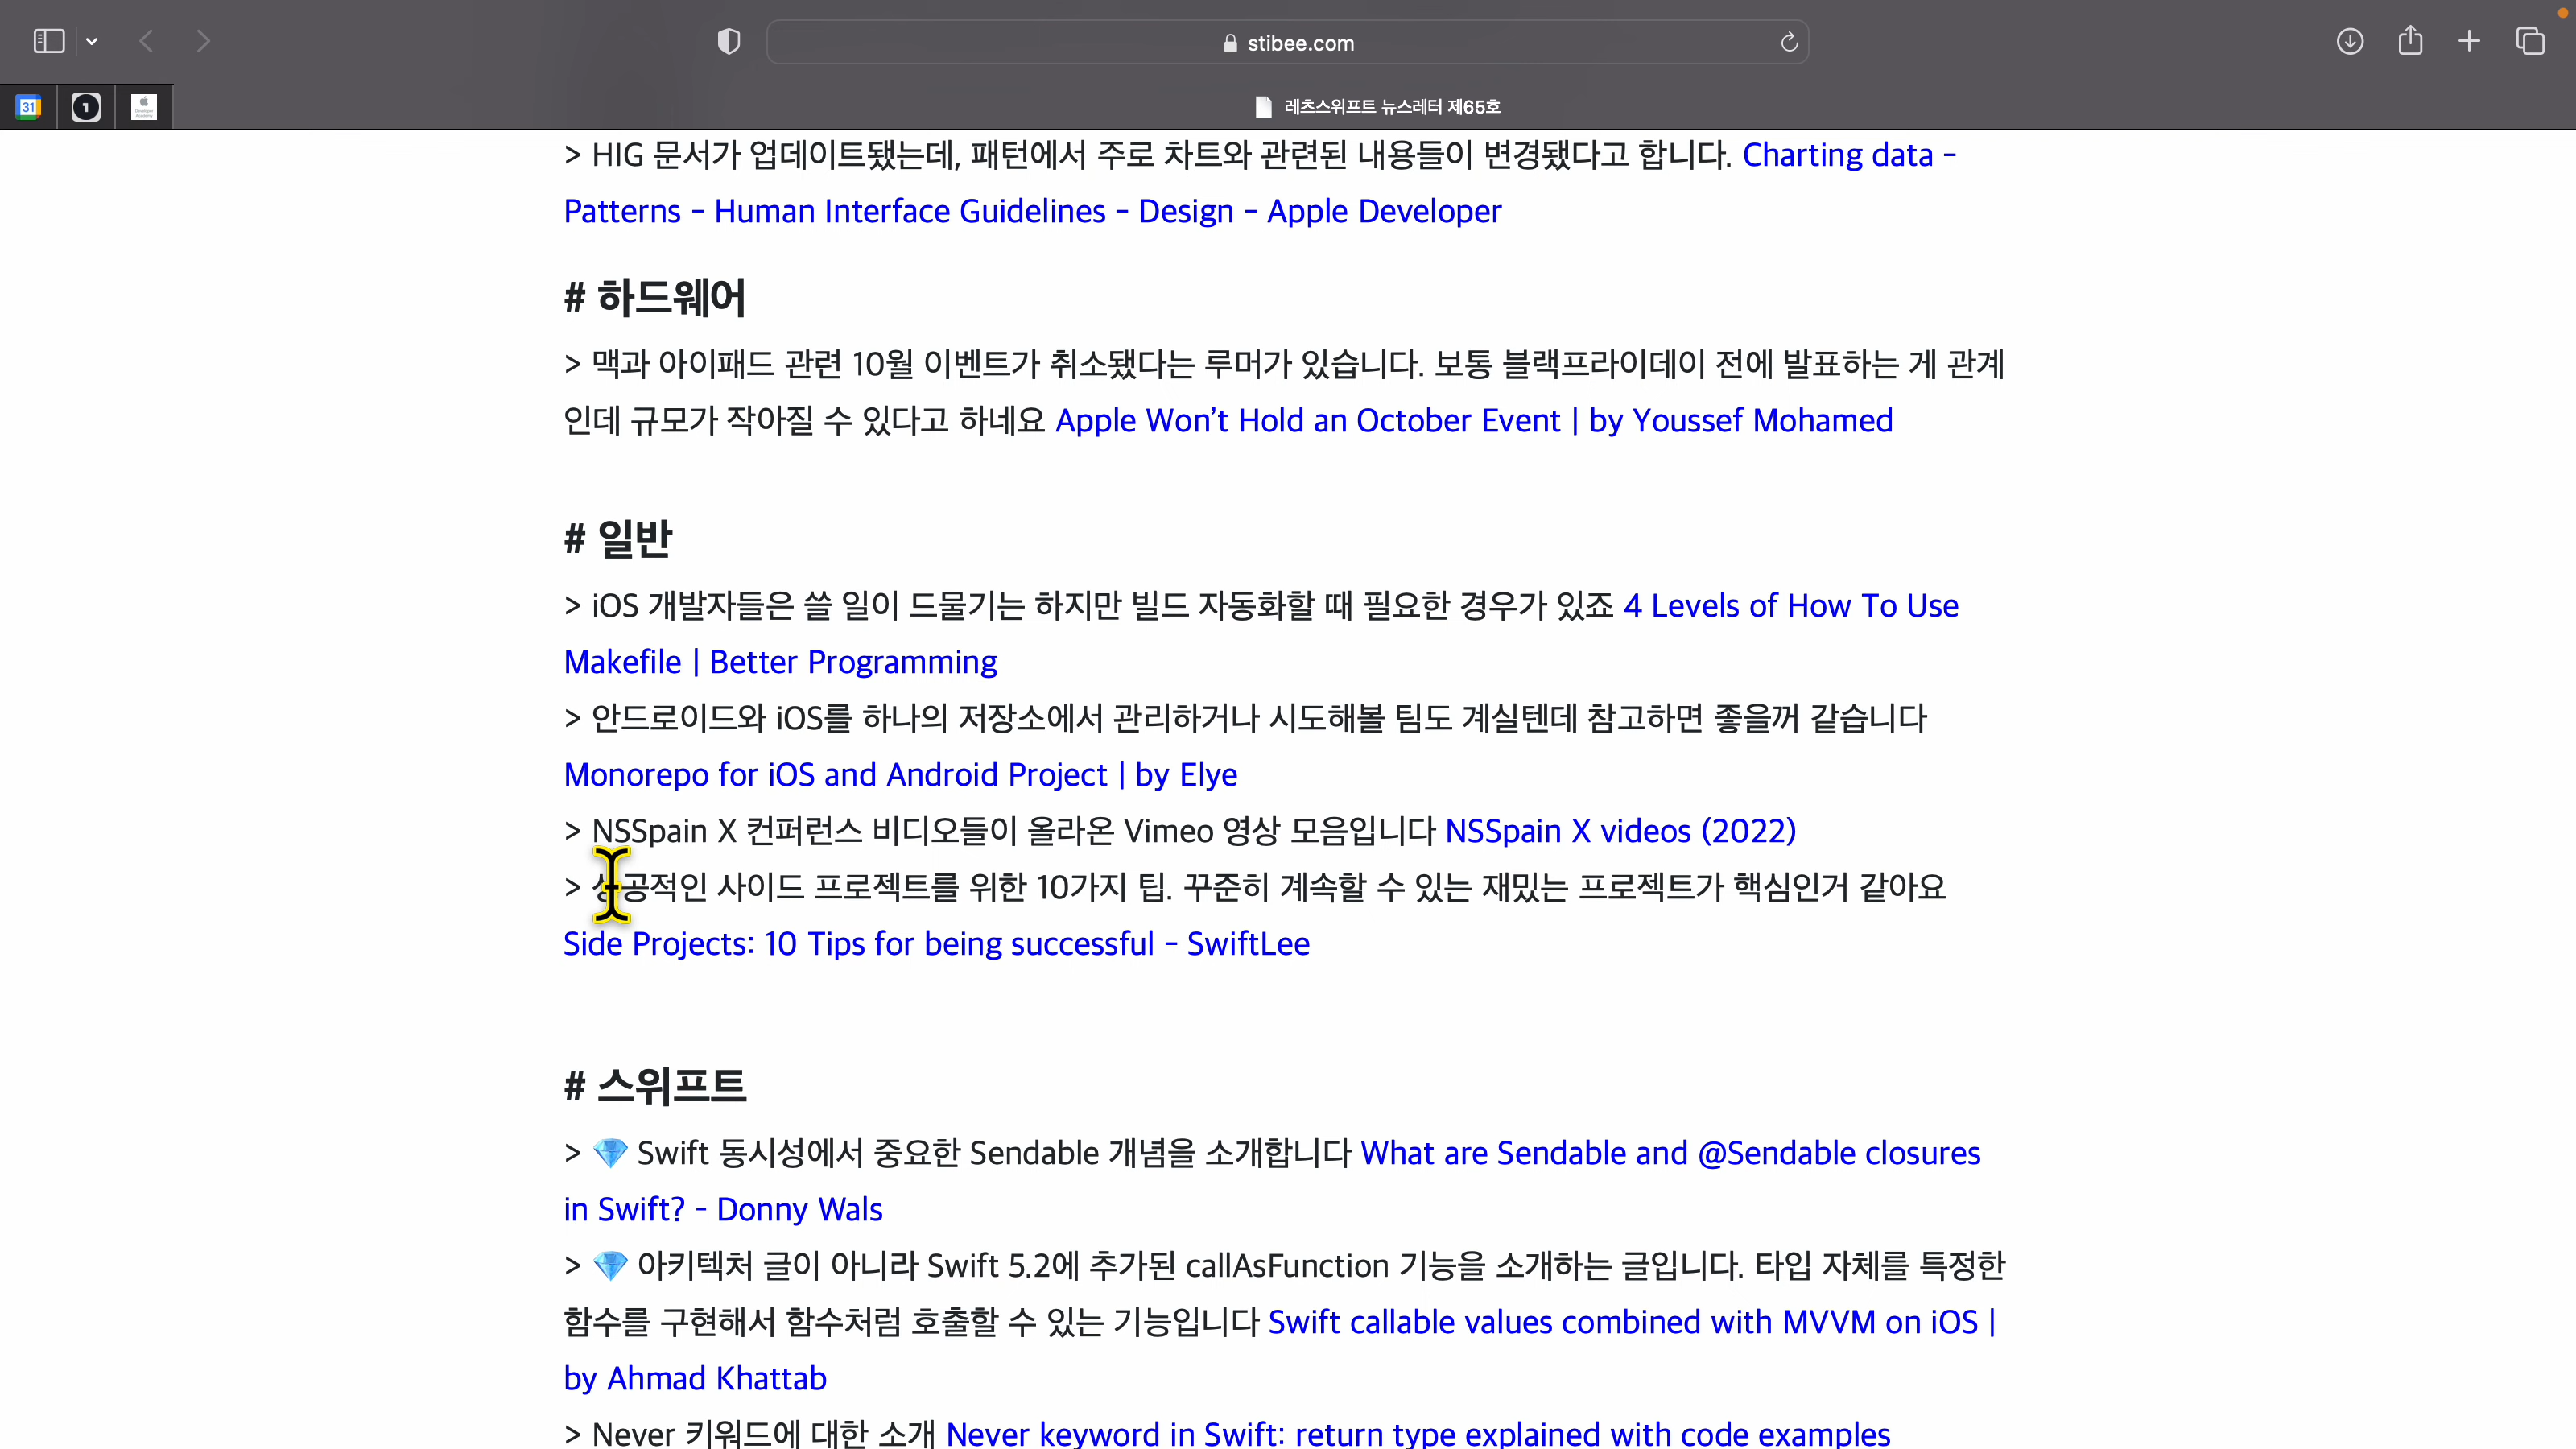 stibee.com
31
1
레츠스위프트 뉴스레터 제65호
> HIG 문서가 업데이트됐는데, 패턴에서 주로 차트와 관련된 내용들이 변경됐다고 합니다. Charting data -
Patterns - Human Interface Guidelines - Design - Apple Developer
# 하드웨어
> 맥과 아이패드 관련 10월 이벤트가 취소됐다는 루머가 있습니다. 보통 블랙프라이데이 전에 발표하는 게 관계
인데 규모가 작아질 수 있다고 하네요 Apple Won’t Hold an October Event | by Youssef Mohamed
# 일반
> iOS 개발자들은 쓸 일이 드물기는 하지만 빌드 자동화할 때 필요한 경우가 있죠 4 Levels of How To Use
Makefile | Better Programming
> 안드로이드와 iOS를 하나의 저장소에서 관리하거나 시도해볼 팀도 계실텐데 참고하면 좋을꺼 같습니다
Monorepo for iOS and Android Project | by Elye
> NSSpain X 컨퍼런스 비디오들이 올라온 Vimeo 영상 모음입니다 NSSpain X videos (2022)
> 성공적인 사이드 프로젝트를 위한 10가지 팁. 꾸준히 계속할 수 있는 재밌는 프로젝트가 핵심인거 같아요
Side Projects: 10 Tips for being successful - SwiftLee
# 스위프트
> 💎 Swift 동시성에서 중요한 Sendable 개념을 소개합니다 What are Sendable and @Sendable closures
in Swift? - Donny Wals
> 💎 아키텍처 글이 아니라 Swift 5.2에 추가된 callAsFunction 기능을 소개하는 글입니다. 타입 자체를 특정한
함수를 구현해서 함수처럼 호출할 수 있는 기능입니다 Swift callable values combined with MVVM on iOS |
by Ahmad Khattab
> Never 키워드에 대한 소개 Never keyword in Swift: return type explained with code examples